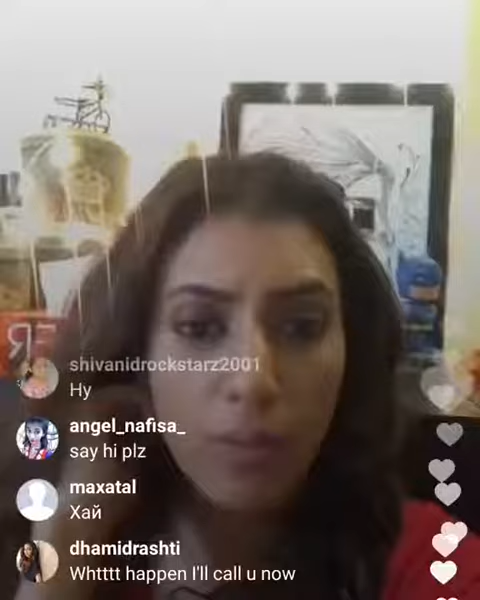 shivanidrockstarz2001
Hy
angel_nafisa_
say hi plz
maxatal
Хай
dhamidrashti
Whtttt happen I'll call u now